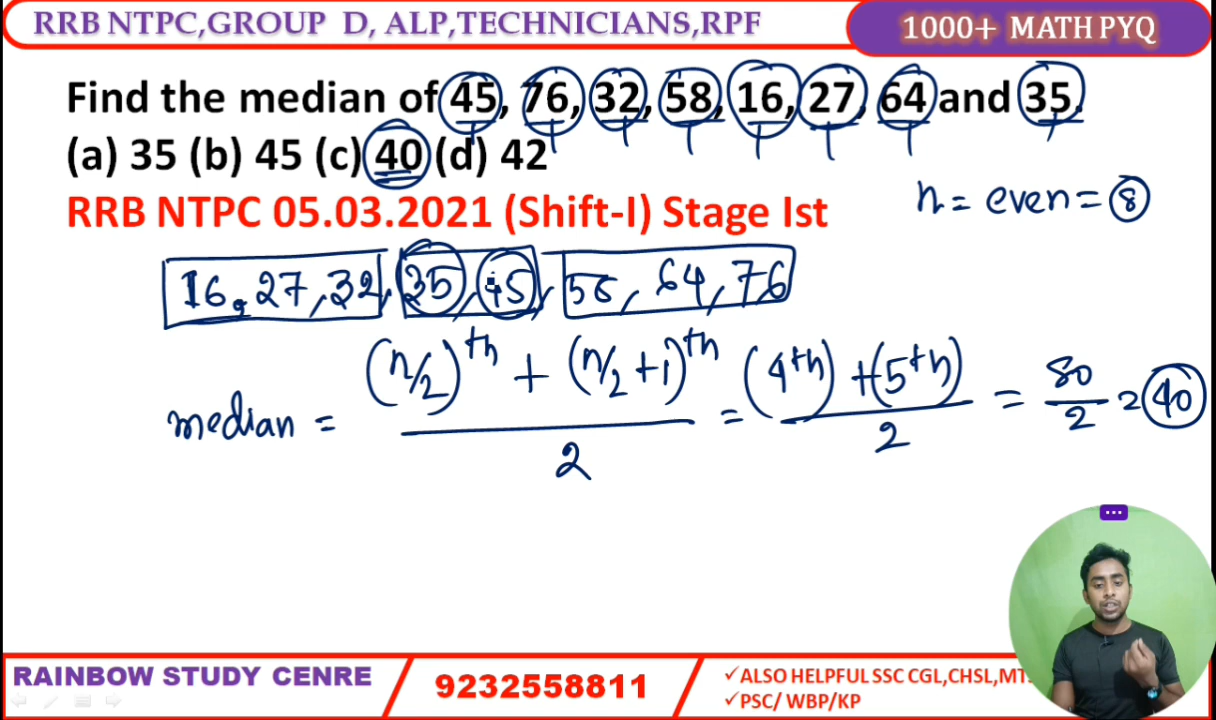 RRB NTPC,GROUP D, ALP,TECHNICIANS,RPF
1000+ MATH PYQ
Find the median of 45, 76, 32, 58, 16, 27, 64 and 35.
(a) 35 (b) 45 (c) 40 (d) 42
RRB NTPC 05.03.2021 (Shift-I) Stage Ist
n = even = 8
16, 27, 32, 35, 45, 58, 64, 76
median = (n/2)th + (n/2 + 1)th / 2 = (4th) + (5th) / 2 = 80 / 2 = 40
RAINBOW STUDY CENRE
9232558811
✓ALSO HELPFUL SSC CGL,CHSL,MTS
✓PSC/ WBP/KP